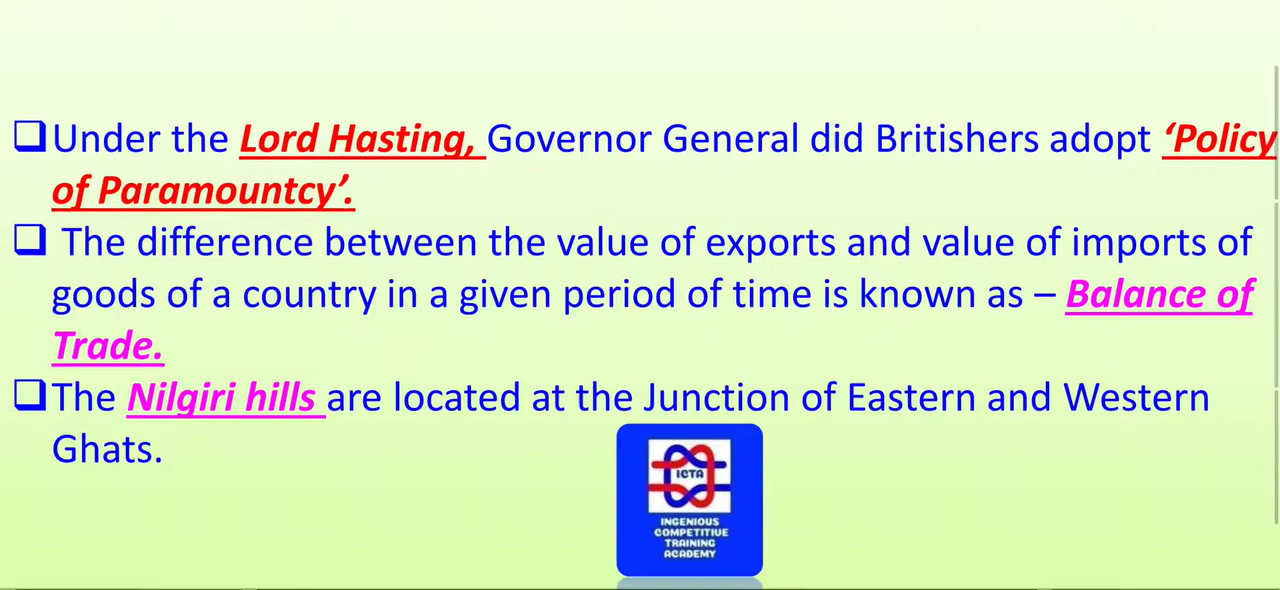 ❑Under the Lord Hasting, Governor General did Britishers adopt ‘Policy
of Paramountcy’.
❑ The difference between the value of exports and value of imports of
goods of a country in a given period of time is known as – Balance of
Trade.
❑The Nilgiri hills are located at the Junction of Eastern and Western
Ghats.
ICTA
INGENIOUS
COMPETITIVE
TRAINING
ACADEMY